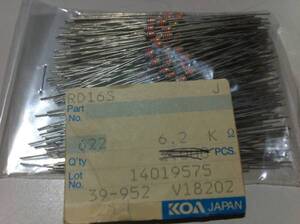 RD16S J
Part No.
022 6.2 K Ω
Q'ty PCS.
Lot No. 14019575
39-952 V18202
KOA JAPAN